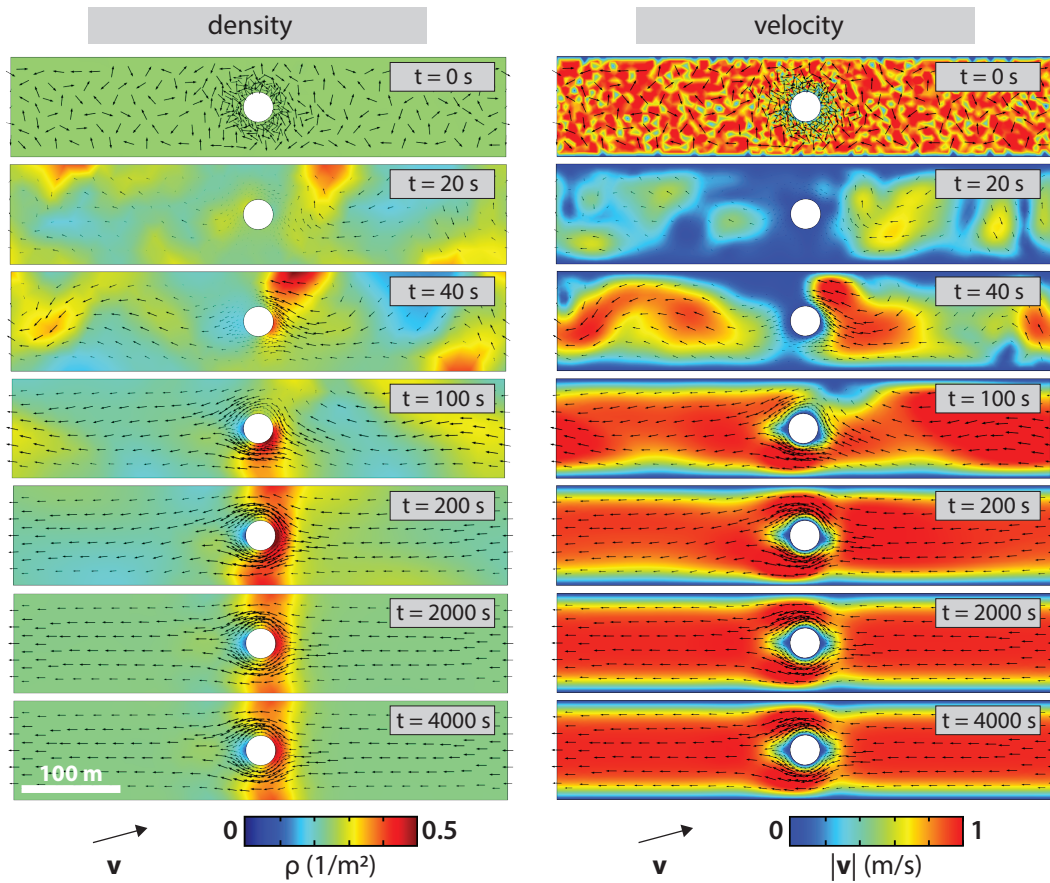 density
velocity
t = 0 s
t = 0 s
t = 20 s
t = 20 s
t = 40 s
t = 40 s
t = 100 s
t = 100 s
t = 200 s
t = 200 s
t = 2000 s
t = 2000 s
t = 4000 s
t = 4000 s
100 m
v
0
0.5
ρ (1/m²)
v
0
1
|v| (m/s)